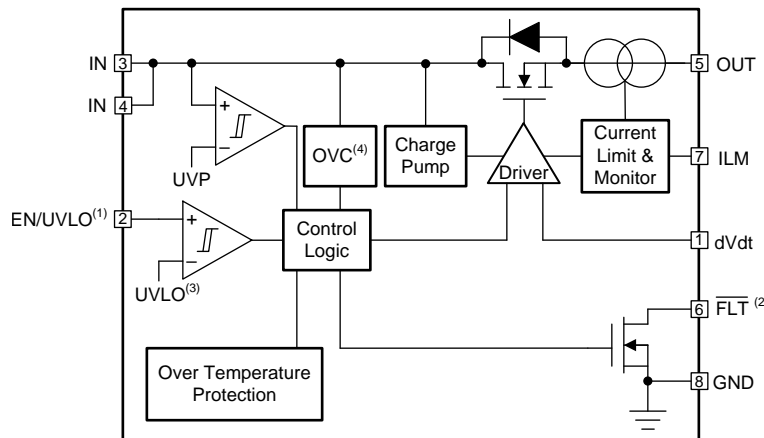 IN 3
5 OUT
IN 4
+
−
UVP
OVC(4)
Charge
Pump
Driver
Current
Limit &
Monitor
7 ILM
EN/UVLO(1) 2
+
−
UVLO(3)
Control
Logic
1 dVdt
6 FLT (2
Over Temperature
Protection
8 GND